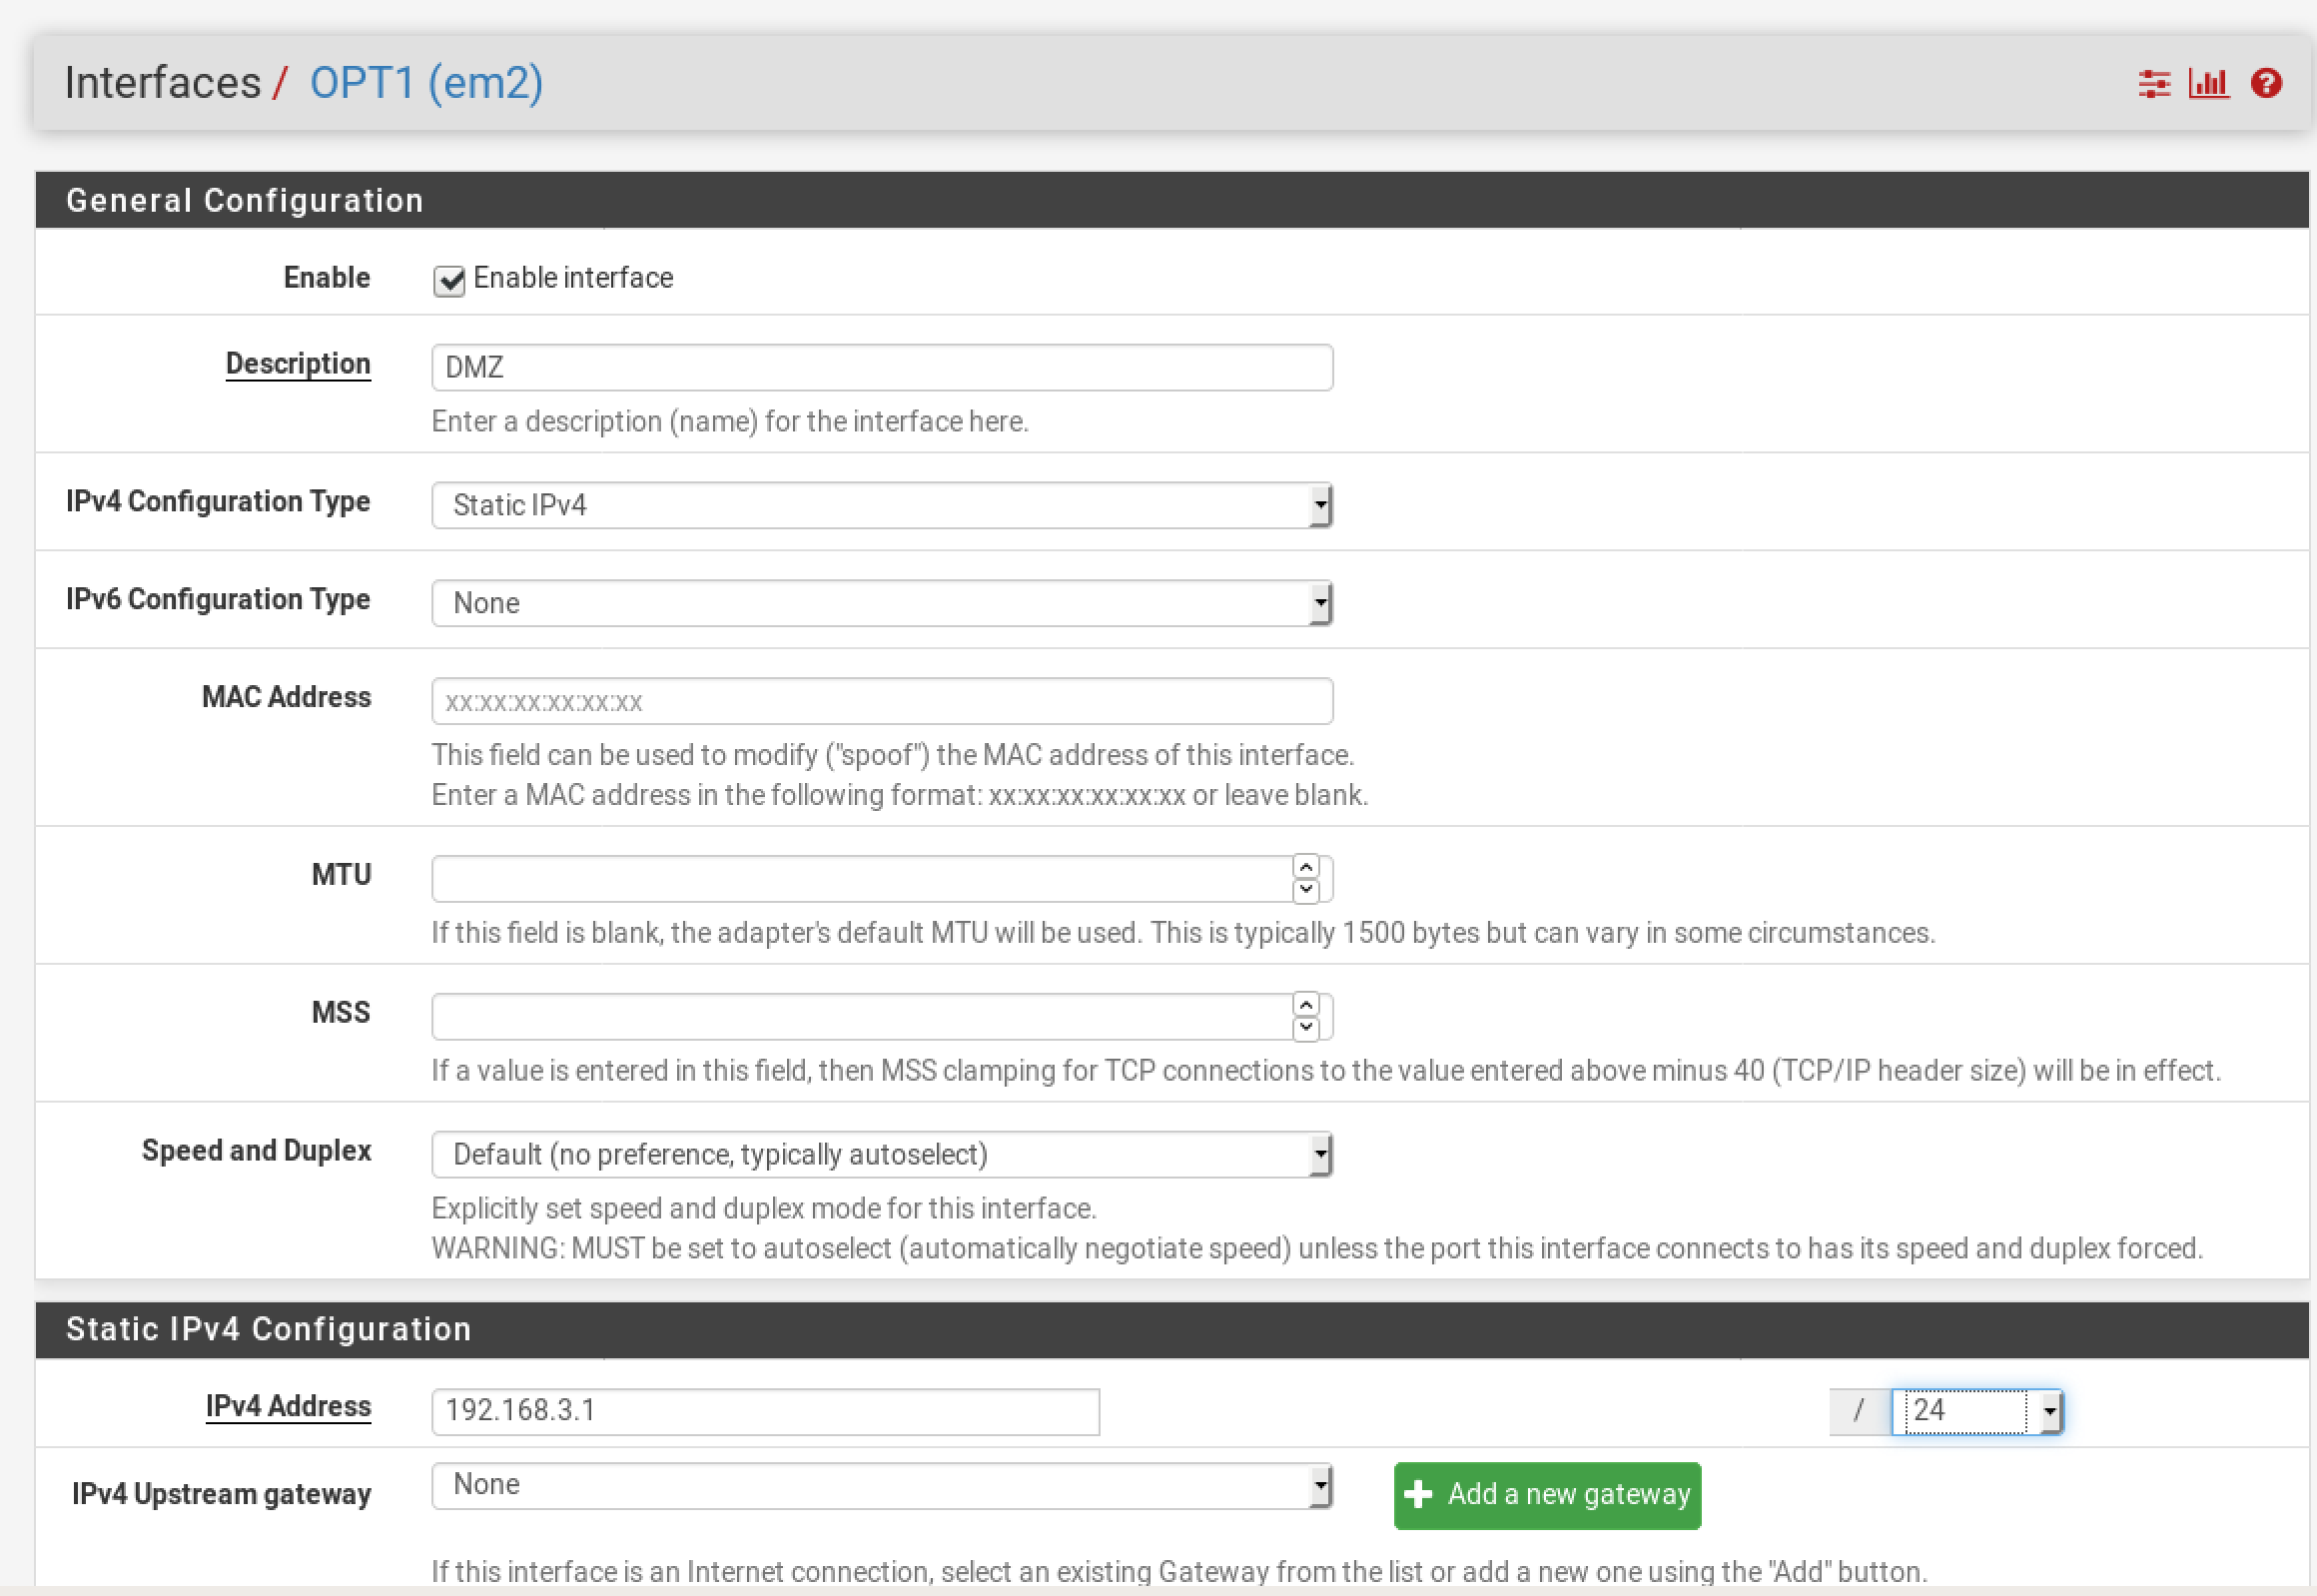 Interfaces / OPT1 (em2)
General Configuration
Enable Enable interface
Description DMZ
Enter a description (name) for the interface here.
IPv4 Configuration Type Static IPv4
IPv6 Configuration Type None
MAC Address xx:xx:xx:xx:xx:xx
This field can be used to modify ("spoof") the MAC address of this interface.
Enter a MAC address in the following format: xx:xx:xx:xx:xx:xx or leave blank.
MTU
If this field is blank, the adapter's default MTU will be used. This is typically 1500 bytes but can vary in some circumstances.
MSS
If a value is entered in this field, then MSS clamping for TCP connections to the value entered above minus 40 (TCP/IP header size) will be in effect.
Speed and Duplex Default (no preference, typically autoselect)
Explicitly set speed and duplex mode for this interface.
WARNING: MUST be set to autoselect (automatically negotiate speed) unless the port this interface connects to has its speed and duplex forced.
Static IPv4 Configuration
IPv4 Address 192.168.3.1 / 24
IPv4 Upstream gateway None Add a new gateway
If this interface is an Internet connection, select an existing Gateway from the list or add a new one using the "Add" button.